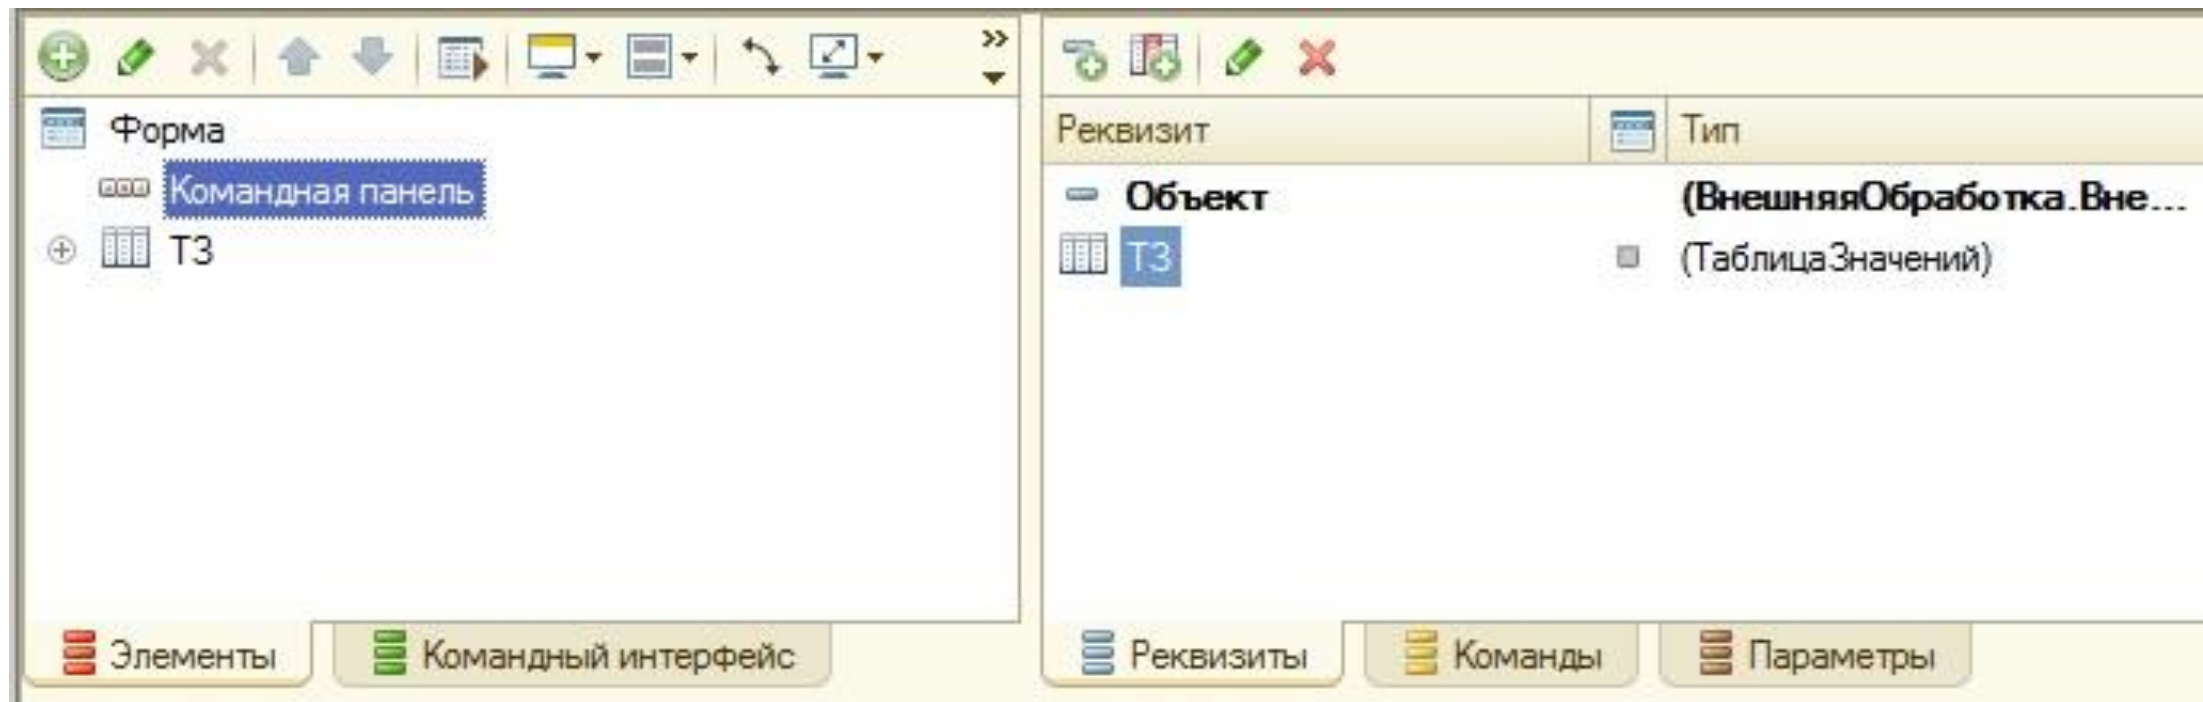 Форма
Командная панель
ТЗ
Элементы
Командный интерфейс
Реквизит
Тип
Объект
(ВнешняяОбработка.Вне...
ТЗ
(ТаблицаЗначений)
Реквизиты
Команды
Параметры